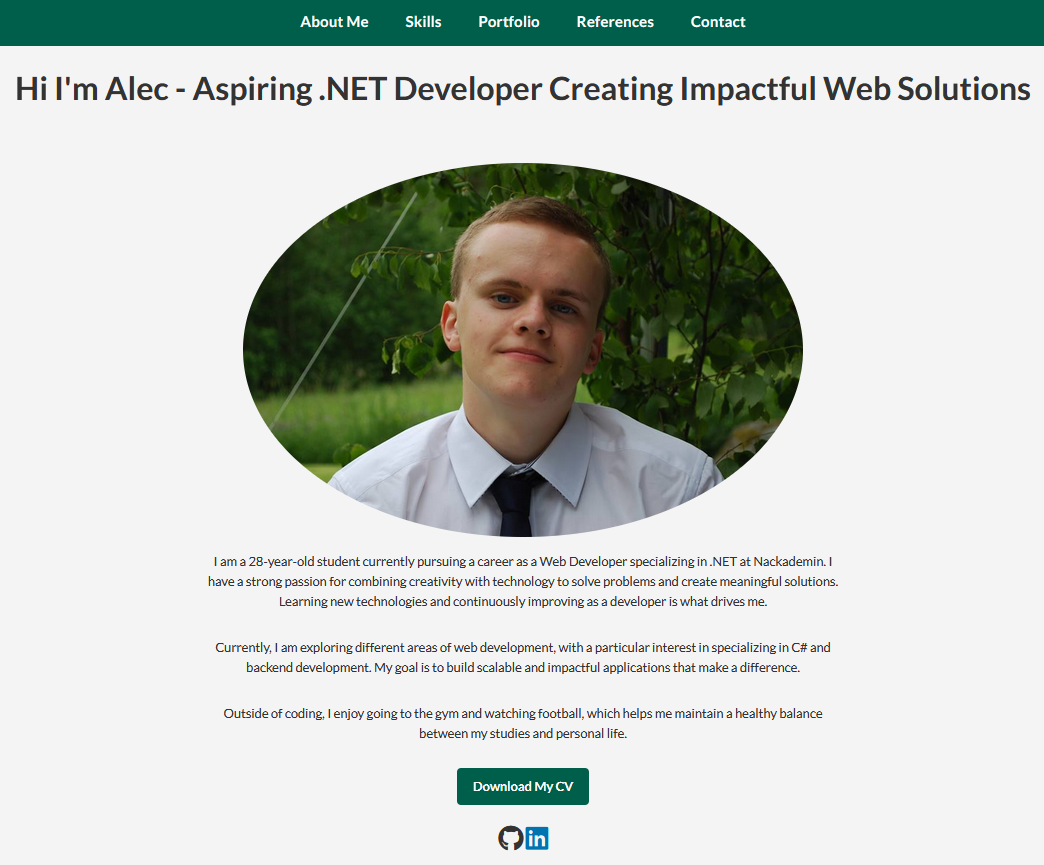 About Me Skills Portfolio References Contact
Hi I'm Alec - Aspiring .NET Developer Creating Impactful Web Solutions
I am a 28-year-old student currently pursuing a career as a Web Developer specializing in .NET at Nackademin. I
have a strong passion for combining creativity with technology to solve problems and create meaningful solutions.
Learning new technologies and continuously improving as a developer is what drives me.
Currently, I am exploring different areas of web development, with a particular interest in specializing in C# and
backend development. My goal is to build scalable and impactful applications that make a difference.
Outside of coding, I enjoy going to the gym and watching football, which helps me maintain a healthy balance
between my studies and personal life.
Download My CV
in